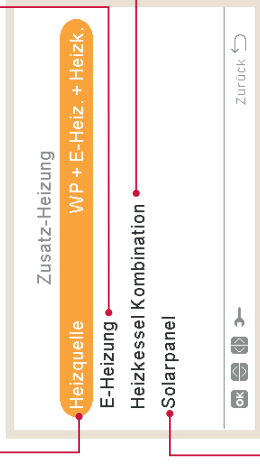 Zusatz-Heizung
Heizquelle WP + E-Heiz. + Heizk.
E-Heizung
Heizkessel Kombination
Solarpanel
OK Zurück